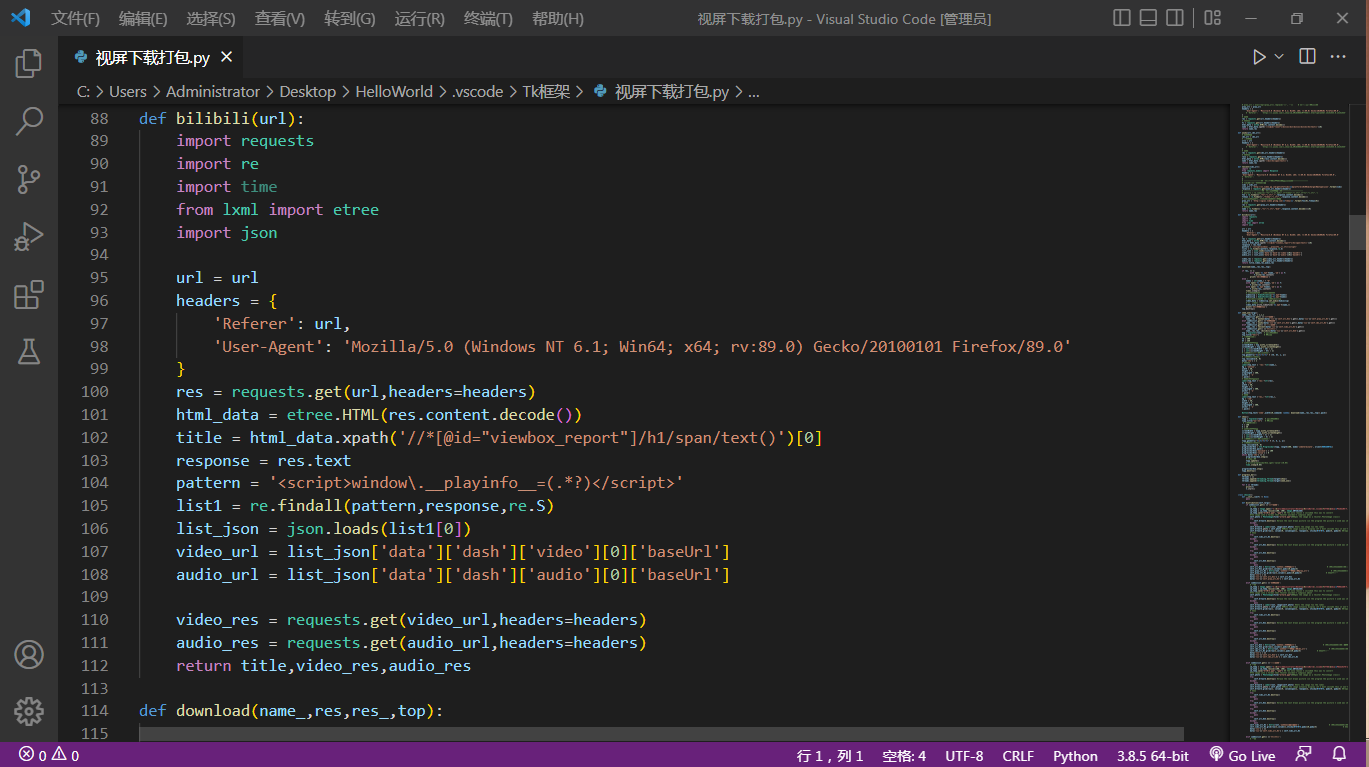 文件(F) 编辑(E) 选择(S) 查看(V) 转到(G) 运行(R) 终端(T) 帮助(H) 视屏下载打包.py - Visual Studio Code [管理员]
视屏下载打包.py
C: > Users > Administrator > Desktop > HelloWorld > .vscode > Tk框架 > 视屏下载打包.py > ...
88 def bilibili(url):
89     import requests
90     import re
91     import time
92     from lxml import etree
93     import json
94
95     url = url
96     headers = {
97         'Referer': url,
98         'User-Agent': 'Mozilla/5.0 (Windows NT 6.1; Win64; x64; rv:89.0) Gecko/20100101 Firefox/89.0'
99     }
100     res = requests.get(url,headers=headers)
101     html_data = etree.HTML(res.content.decode())
102     title = html_data.xpath('//*[@id="viewbox_report"]/h1/span/text()')[0]
103     response = res.text
104     pattern = '<script>window\.__playinfo__=(.*?)</script>'
105     list1 = re.findall(pattern,response,re.S)
106     list_json = json.loads(list1[0])
107     video_url = list_json['data']['dash']['video'][0]['baseUrl']
108     audio_url = list_json['data']['dash']['audio'][0]['baseUrl']
109
110     video_res = requests.get(video_url,headers=headers)
111     audio_res = requests.get(audio_url,headers=headers)
112     return title,video_res,audio_res
113
114 def download(name_,res,res_,top):
115
0 0 行 1，列 1 空格: 4 UTF-8 CRLF Python 3.8.5 64-bit Go Live